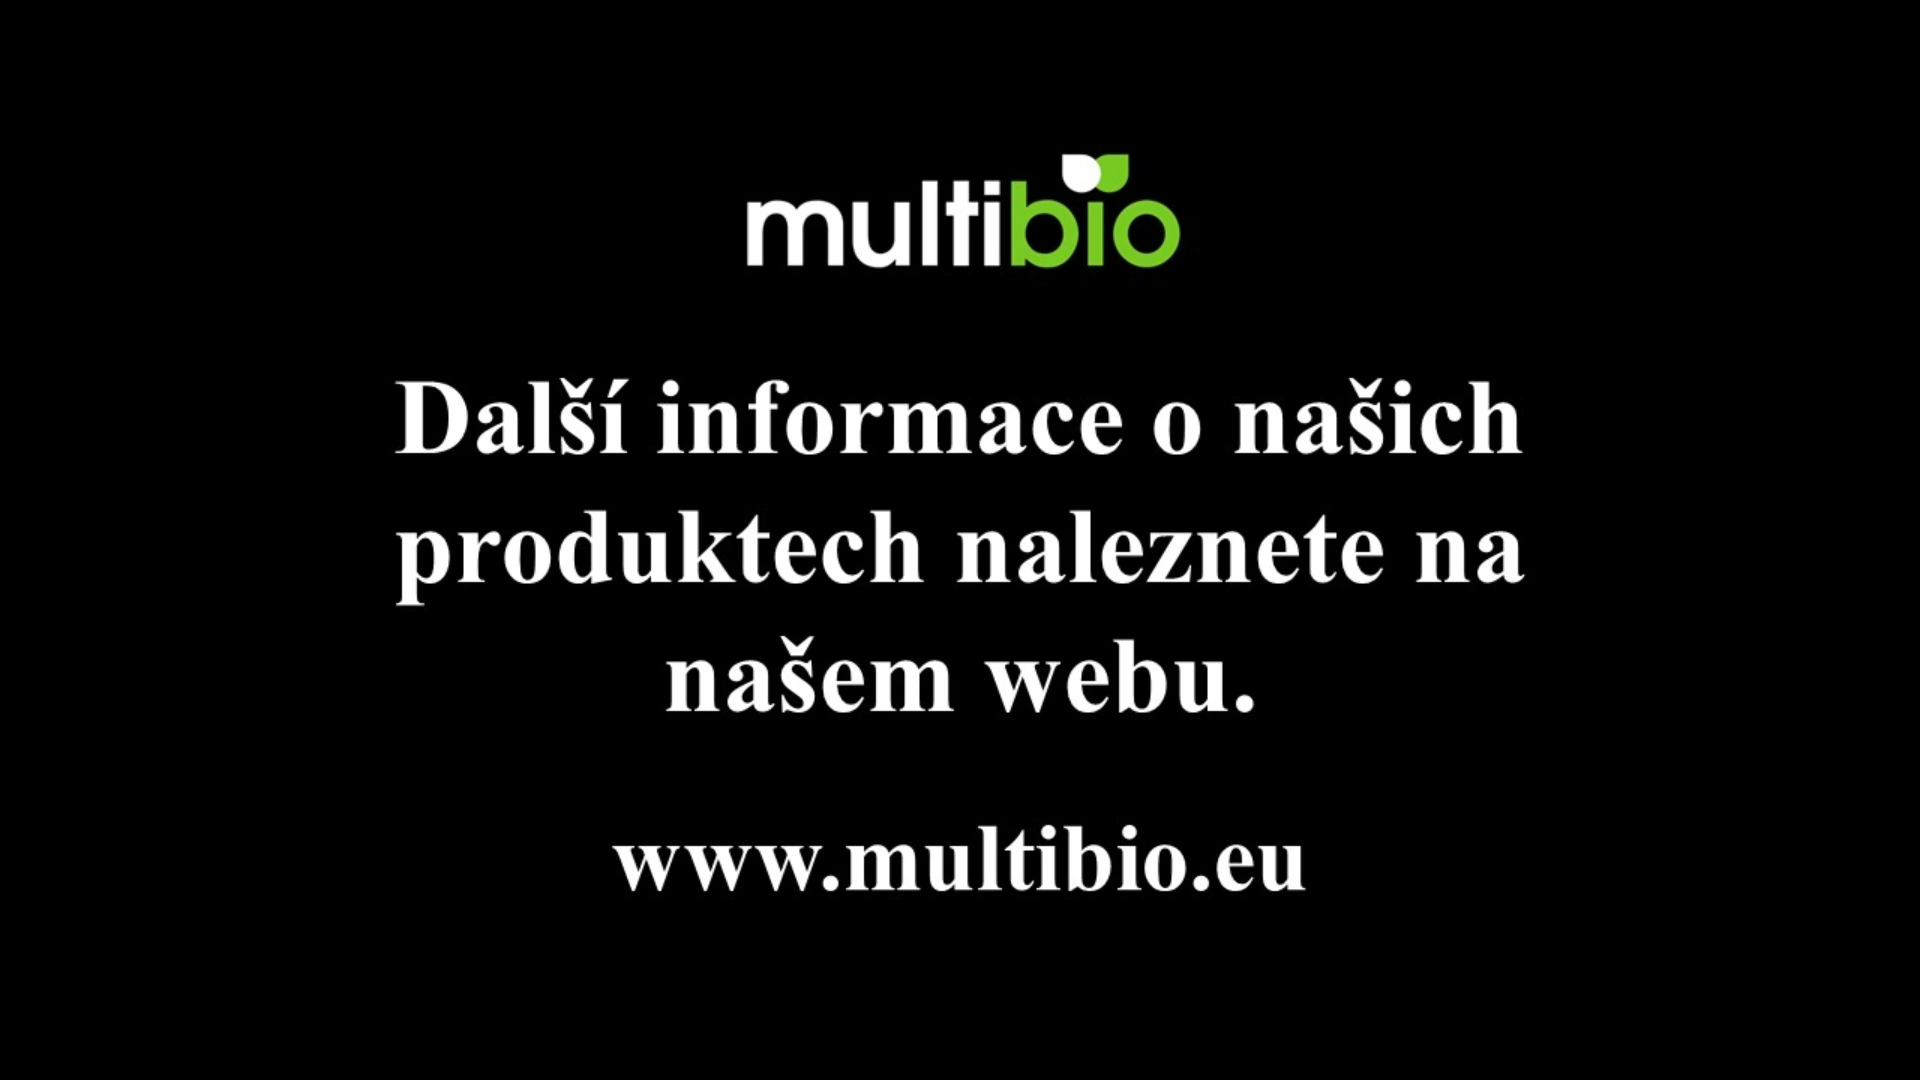 multibio
Další informace o našich
produktech naleznete na
našem webu.
www.multibio.eu